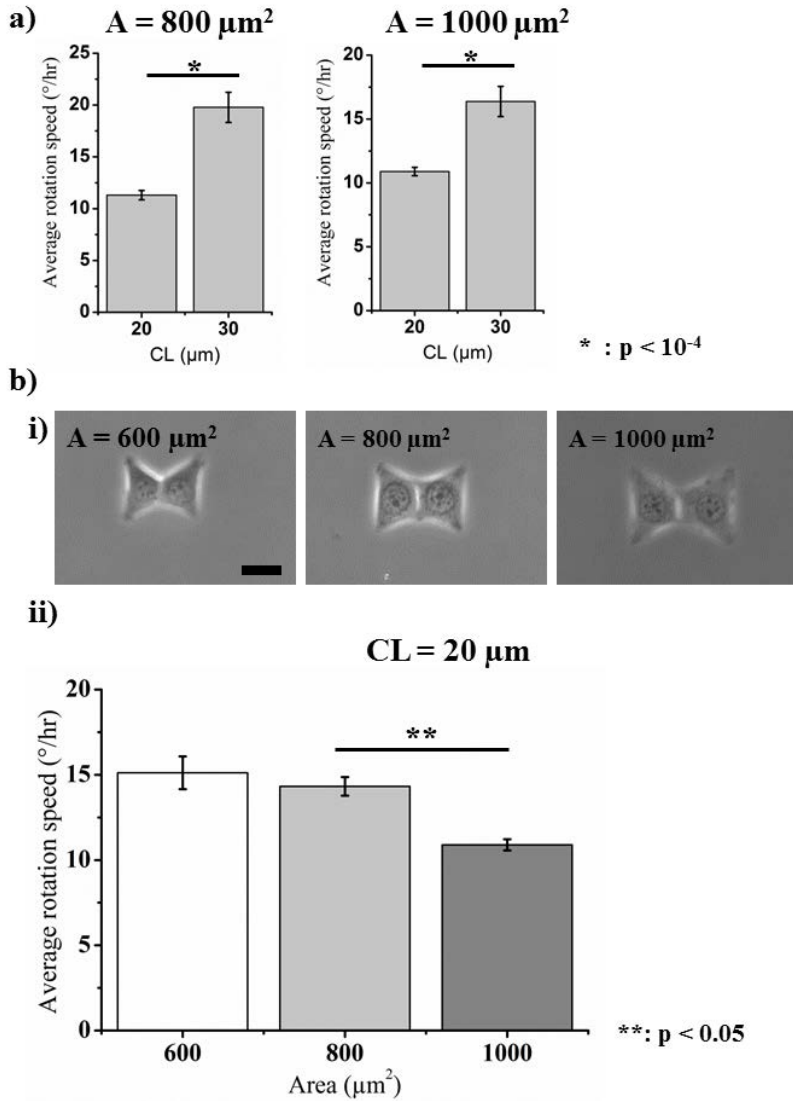 a)
A = 800 µm²
Average rotation speed (°/hr)
25
20
15
10
5
0
*
20
30
CL (µm)
A = 1000 µm²
Average rotation speed (°/hr)
20
15
10
5
0
*
20
30
CL (µm)
* : p < 10⁻⁴
b)
i)
A = 600 µm²
A = 800 µm²
A = 1000 µm²
ii)
CL = 20 µm
Average rotation speed (°/hr)
20
15
10
5
0
**
600
800
1000
Area (µm²)
**: p < 0.05